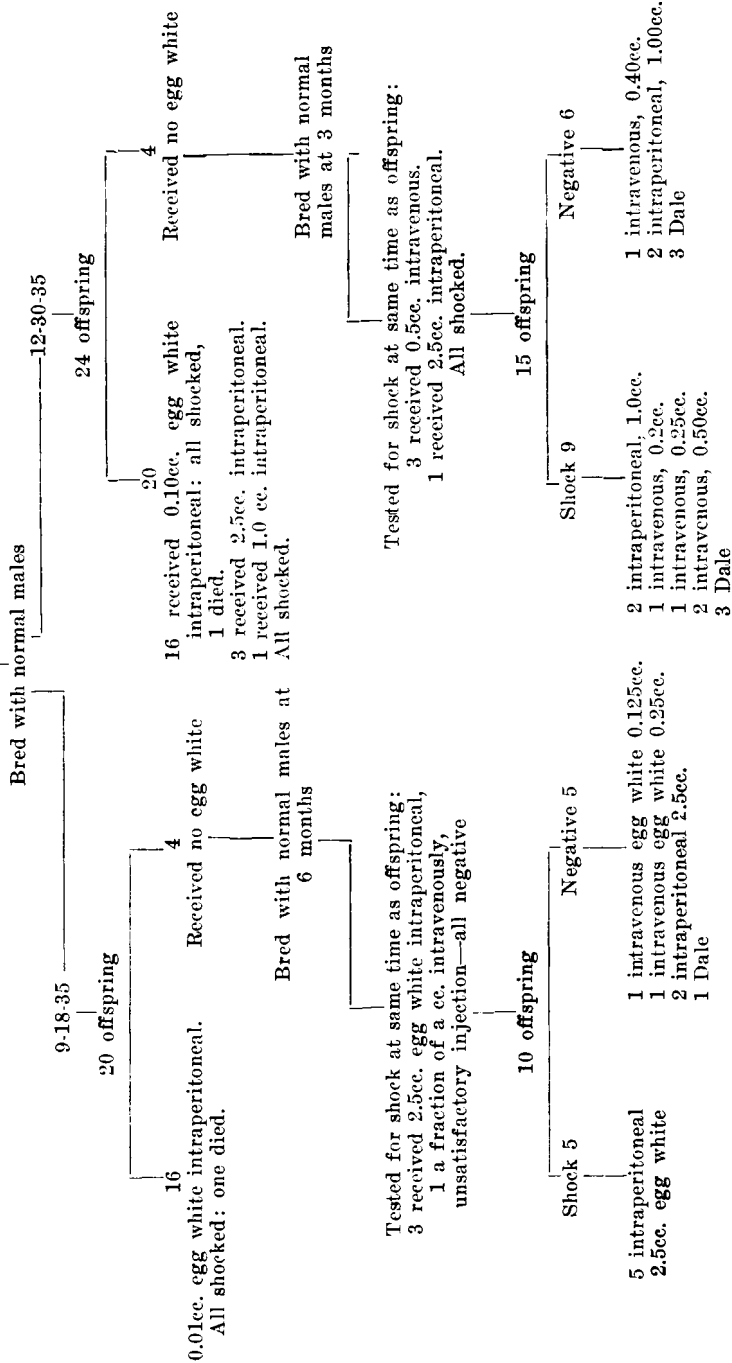 Bred with normal males
9-18-35
20 offspring
16
0.01cc. egg white intraperitoneal.
All shocked: one died.
4
Received no egg white
Bred with normal males at
6 months
Tested for shock at same time as offspring:
3 received 2.5cc. egg white intraperitoneal,
1 a fraction of a cc. intravenously,
unsatisfactory injection—all negative
10 offspring
Shock 5
5 intraperitoneal
2.5cc. egg white
Negative 5
1 intravenous egg white 0.125cc.
1 intravenous egg white 0.25cc.
2 intraperitoneal 2.5cc.
1 Dale
12-30-35
24 offspring
20
16 received 0.10cc. egg white
intraperitoneal: all shocked,
1 died.
3 received 2.5cc. intraperitoneal.
1 received 1.0 cc. intraperitoneal.
All shocked.
4
Received no egg white
Bred with normal
males at 3 months
Tested for shock at same time as offspring:
3 received 0.5cc. intravenous.
1 received 2.5cc. intraperitoneal.
All shocked.
15 offspring
Shock 9
2 intraperitoneal, 1.0cc.
1 intravenous, 0.2cc.
1 intravenous, 0.25cc.
2 intravenous, 0.50cc.
3 Dale
Negative 6
1 intravenous, 0.40cc.
2 intraperitoneal, 1.00cc.
3 Dale